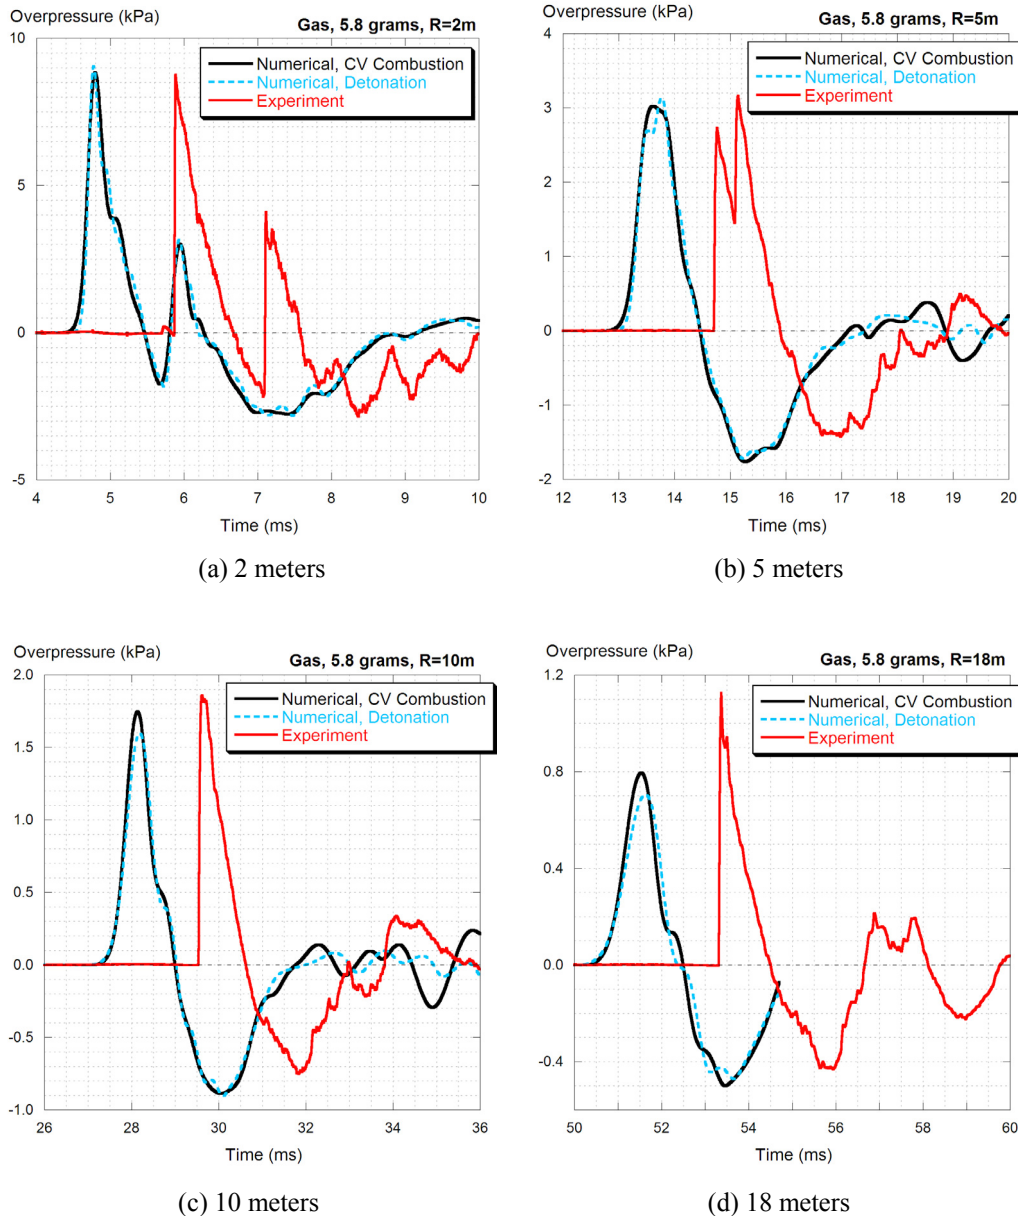 Overpressure (kPa)
Gas, 5.8 grams, R=2m
10
5
0
-5
4 5 6 7 8 9 10
Numerical, CV Combustion
Numerical, Detonation
Experiment
Time (ms)
(a) 2 meters
Overpressure (kPa)
Gas, 5.8 grams, R=5m
4
3
2
1
0
-1
-2
12 13 14 15 16 17 18 19 20
Numerical, CV Combustion
Numerical, Detonation
Experiment
Time (ms)
(b) 5 meters
Overpressure (kPa)
Gas, 5.8 grams, R=10m
2.0
1.5
1.0
0.5
0.0
-0.5
-1.0
26 28 30 32 34 36
Numerical, CV Combustion
Numerical, Detonation
Experiment
Time (ms)
(c) 10 meters
Overpressure (kPa)
Gas, 5.8 grams, R=18m
1.2
0.8
0.4
0.0
-0.4
50 52 54 56 58 60
Numerical, CV Combustion
Numerical, Detonation
Experiment
Time (ms)
(d) 18 meters